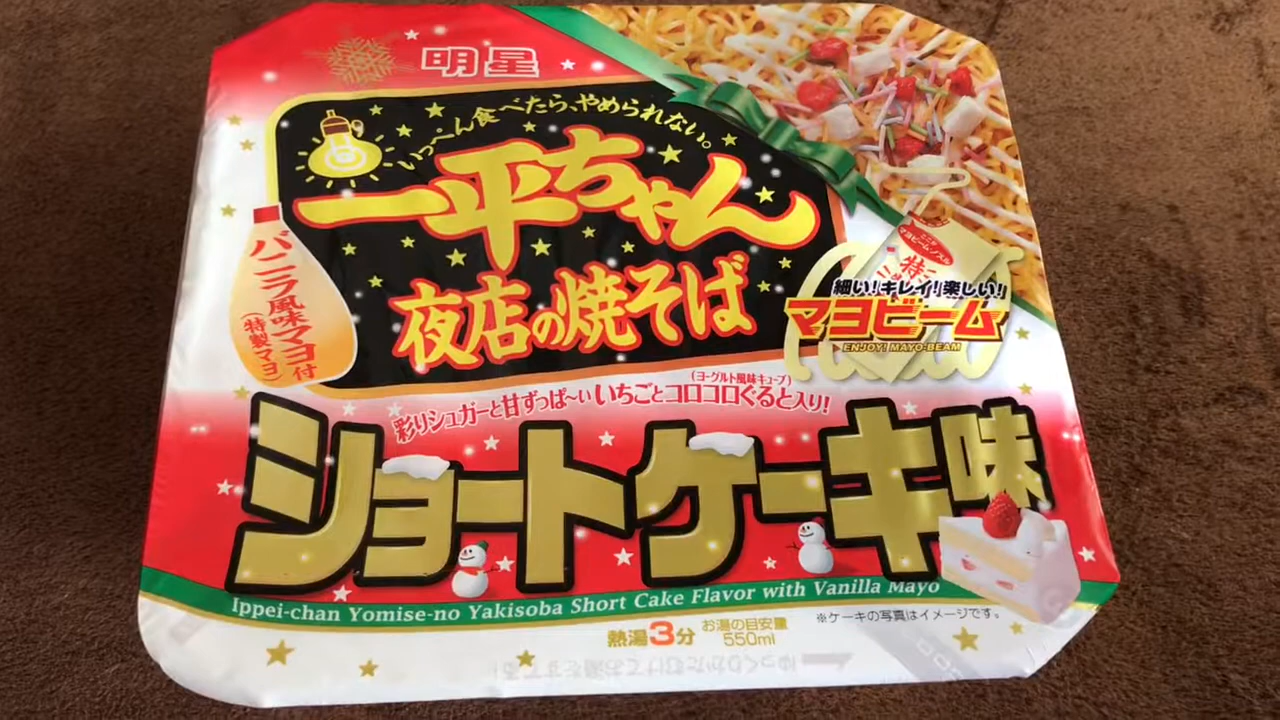 明星
いっぺん食べたら、やめられない。
一平ちゃん
夜店の焼そば
バニラ風味マヨ付
(特製マヨ)
特
細い!キレイ!楽しい!
マヨビーム
ENJOY! MAYO-BEAM
(ヨーグルト風味キューブ)
彩りシュガーと甘ずっぱ〜いいちごとコロコロぐるっと入り!
ショートケーキ味
Ippei-chan Yomise-no Yakisoba Short Cake Flavor with Vanilla Mayo
※ケーキの写真はイメージです。
熱湯3分 お湯の目安量 550ml